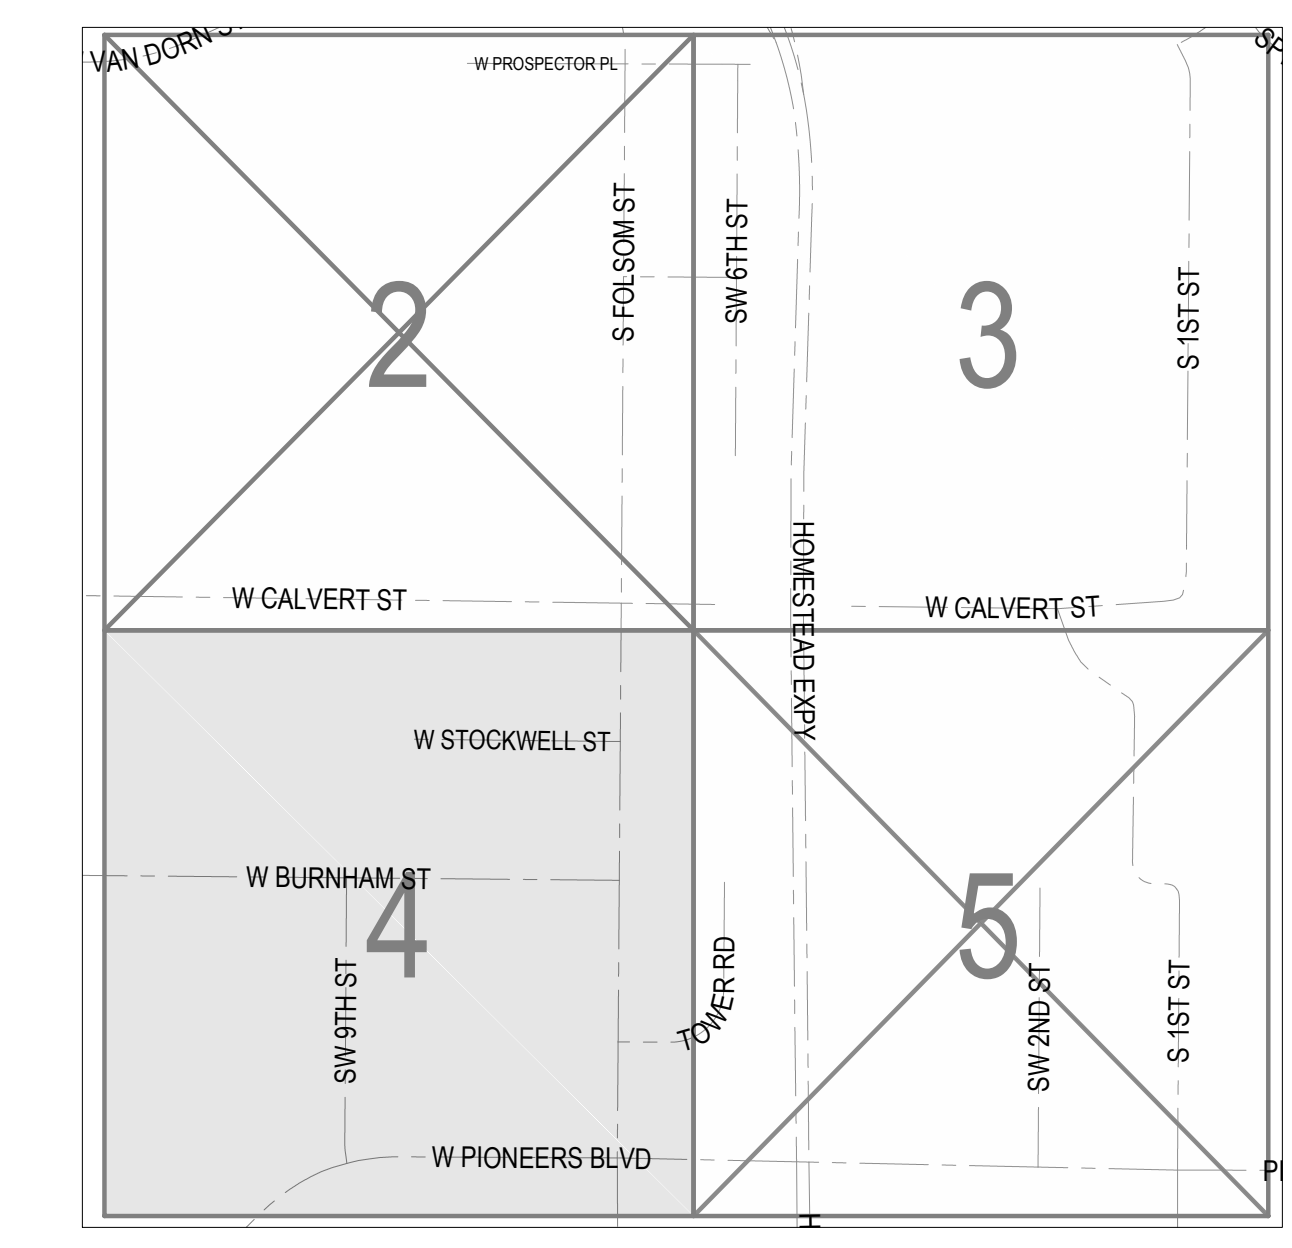 VAN DORN ST
W PROSPECTOR PL
S FOLSOM ST
SW 6TH ST
2
3
S 1ST ST
HOMESTEAD EXPY
W CALVERT ST
W CALVERT ST
W STOCKWELL ST
W BURNHAM ST
4
5
SW 9TH ST
TOWER RD
SW 2ND ST
S 1ST ST
W PIONEERS BLVD
H